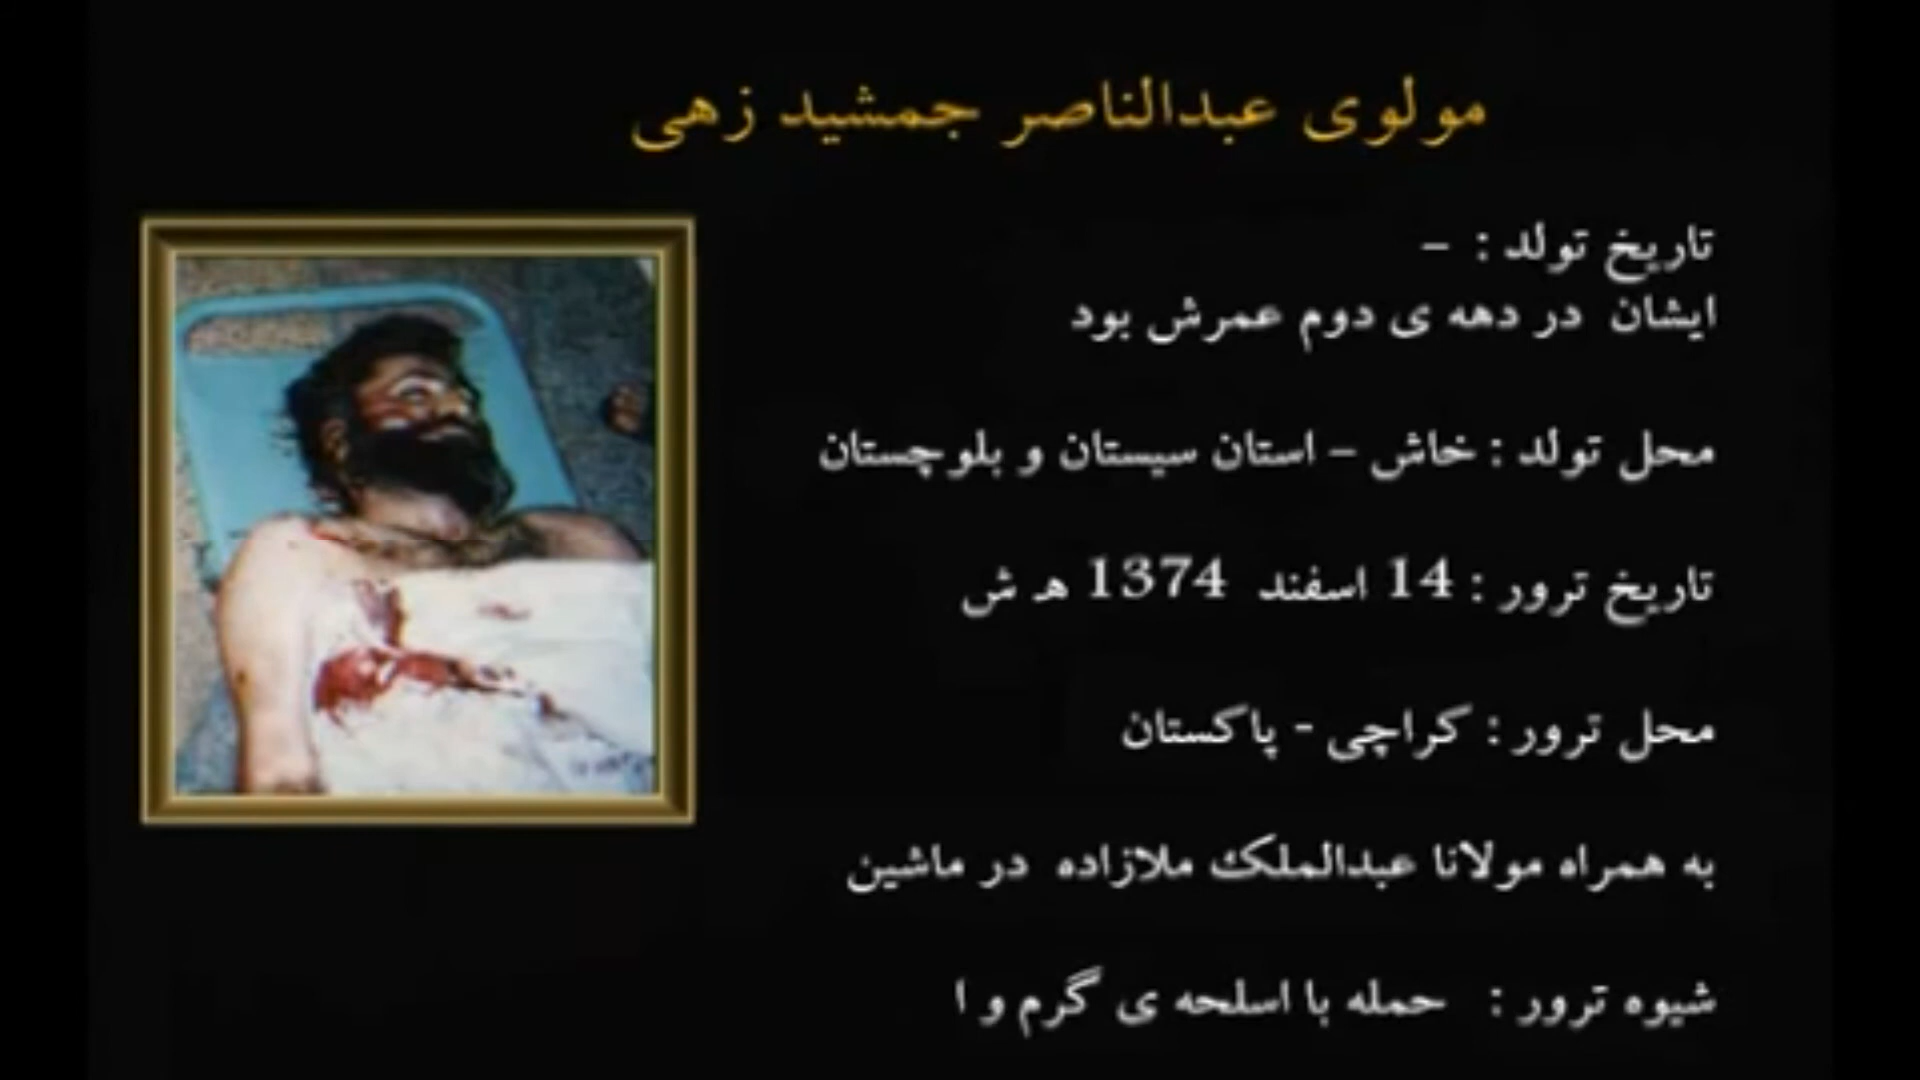 مولوی عبدالناصر جمشید زهی
تاریخ تولد : –
ایشان در دهه ی دوم عمرش بود
محل تولد : خاش – استان سیستان و بلوچستان
تاریخ ترور : 14 اسفند 1374 هـ ش
محل ترور : کراچی - پاکستان
به همراه مولانا عبدالملک ملازاده در ماشین
شیوه ترور : حمله با اسلحه ی گرم و ا